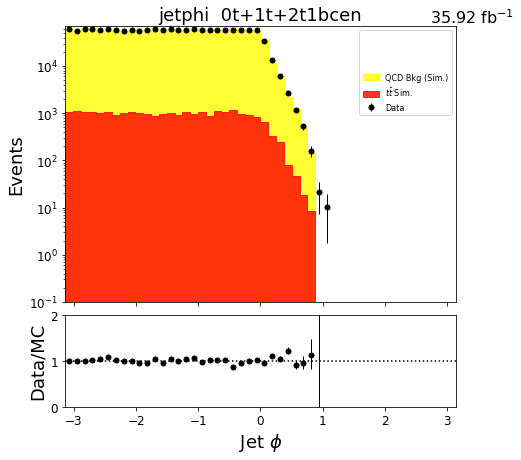 jetphi 0t+1t+2t1bcen
35.92 fb⁻¹
10⁴
10³
10²
10¹
10⁰
10⁻¹
Events
QCD Bkg (Sim.)
tt̄ Sim.
Data
2
1
0
Data/MC
−3 −2 −1 0 1 2 3
Jet ϕ